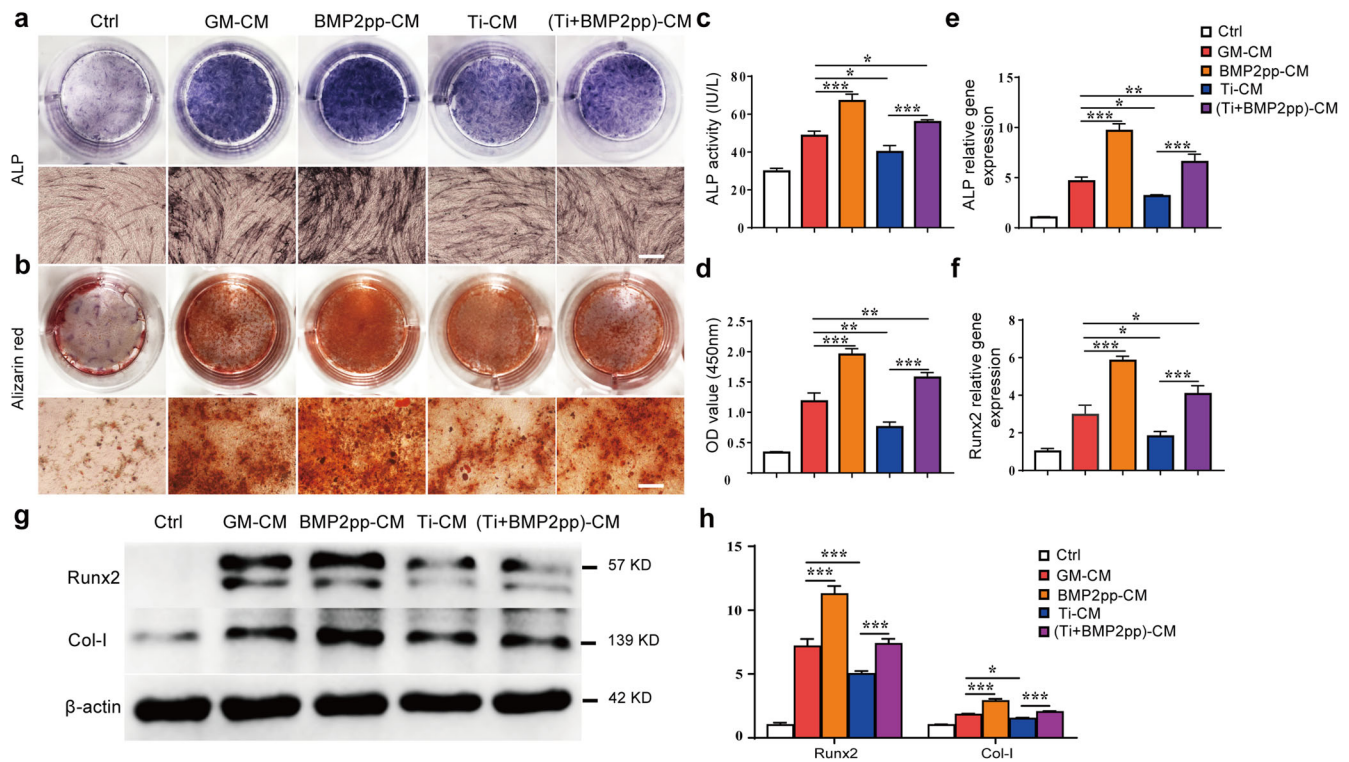 a
Ctrl GM-CM BMP2pp-CM Ti-CM (Ti+BMP2pp)-CM
ALP
b
Alizarin red
c
ALP activity (IU/L)
80
60
40
20
0
* * *** ***
d
OD value (450nm)
2.5
2.0
1.5
1.0
0.5
0
** ** *** ***
e
ALP relative gene
expression
15
10
5
0
** * *** ***
Ctrl
GM-CM
BMP2pp-CM
Ti-CM
(Ti+BMP2pp)-CM
f
Runx2 relative gene
expression
8
6
4
2
0
* * *** ***
g
Ctrl GM-CM BMP2pp-CM Ti-CM (Ti+BMP2pp)-CM
Runx2 57 KD
Col-I 139 KD
β-actin 42 KD
h
15
10
5
0
*** *** ***
* *** ***
Runx2 Col-I
Ctrl
GM-CM
BMP2pp-CM
Ti-CM
(Ti+BMP2pp)-CM